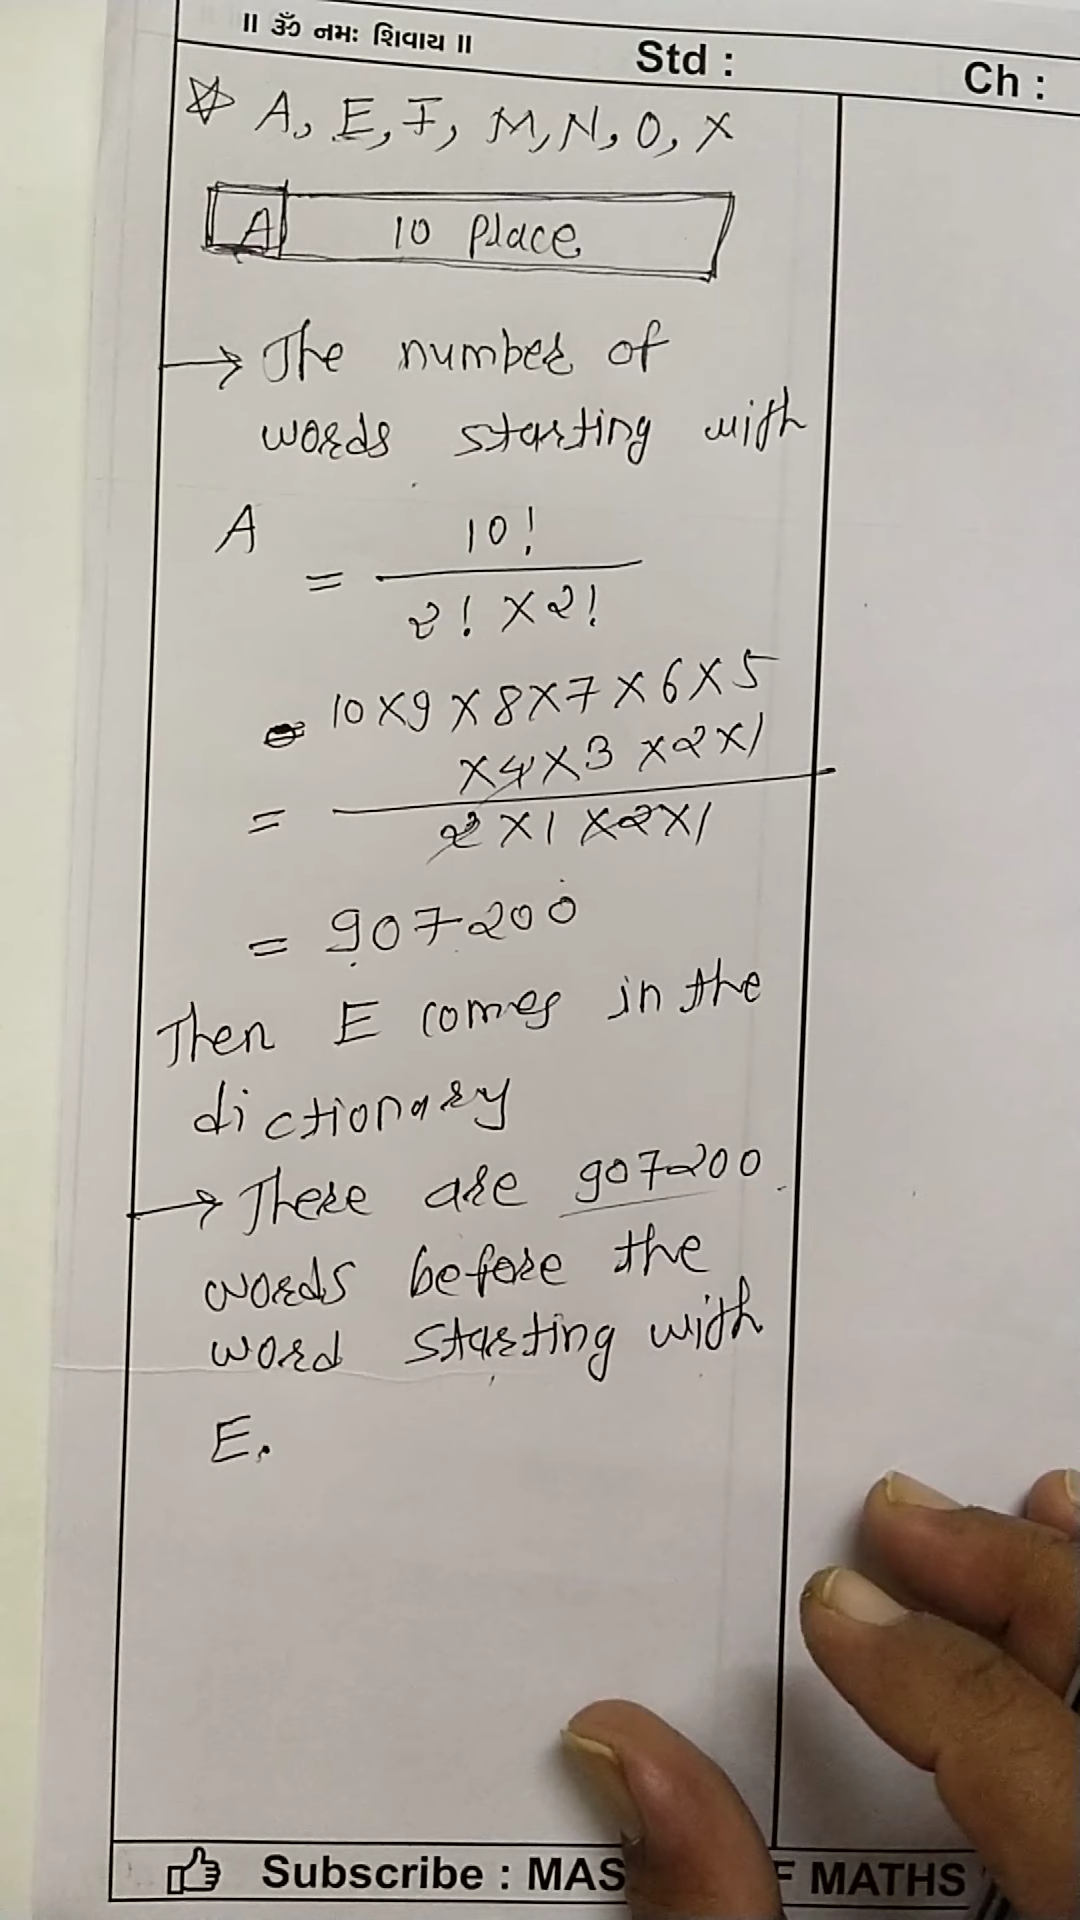 ॥ ૐ નમઃ શિવાય ॥
Std :
Ch :
A, E, I, M, N, O, X
A 10 Place
→ The number of
words starting with
A
= 10! / 2! × 2!
10×9×8×7×6×5
×4×3×2×1
= 2×1×2×1
= 907200
Then E comes in the
dictionary
→ There are 907200
words before the
word starting with
E.
Subscribe : MAS
MATHS